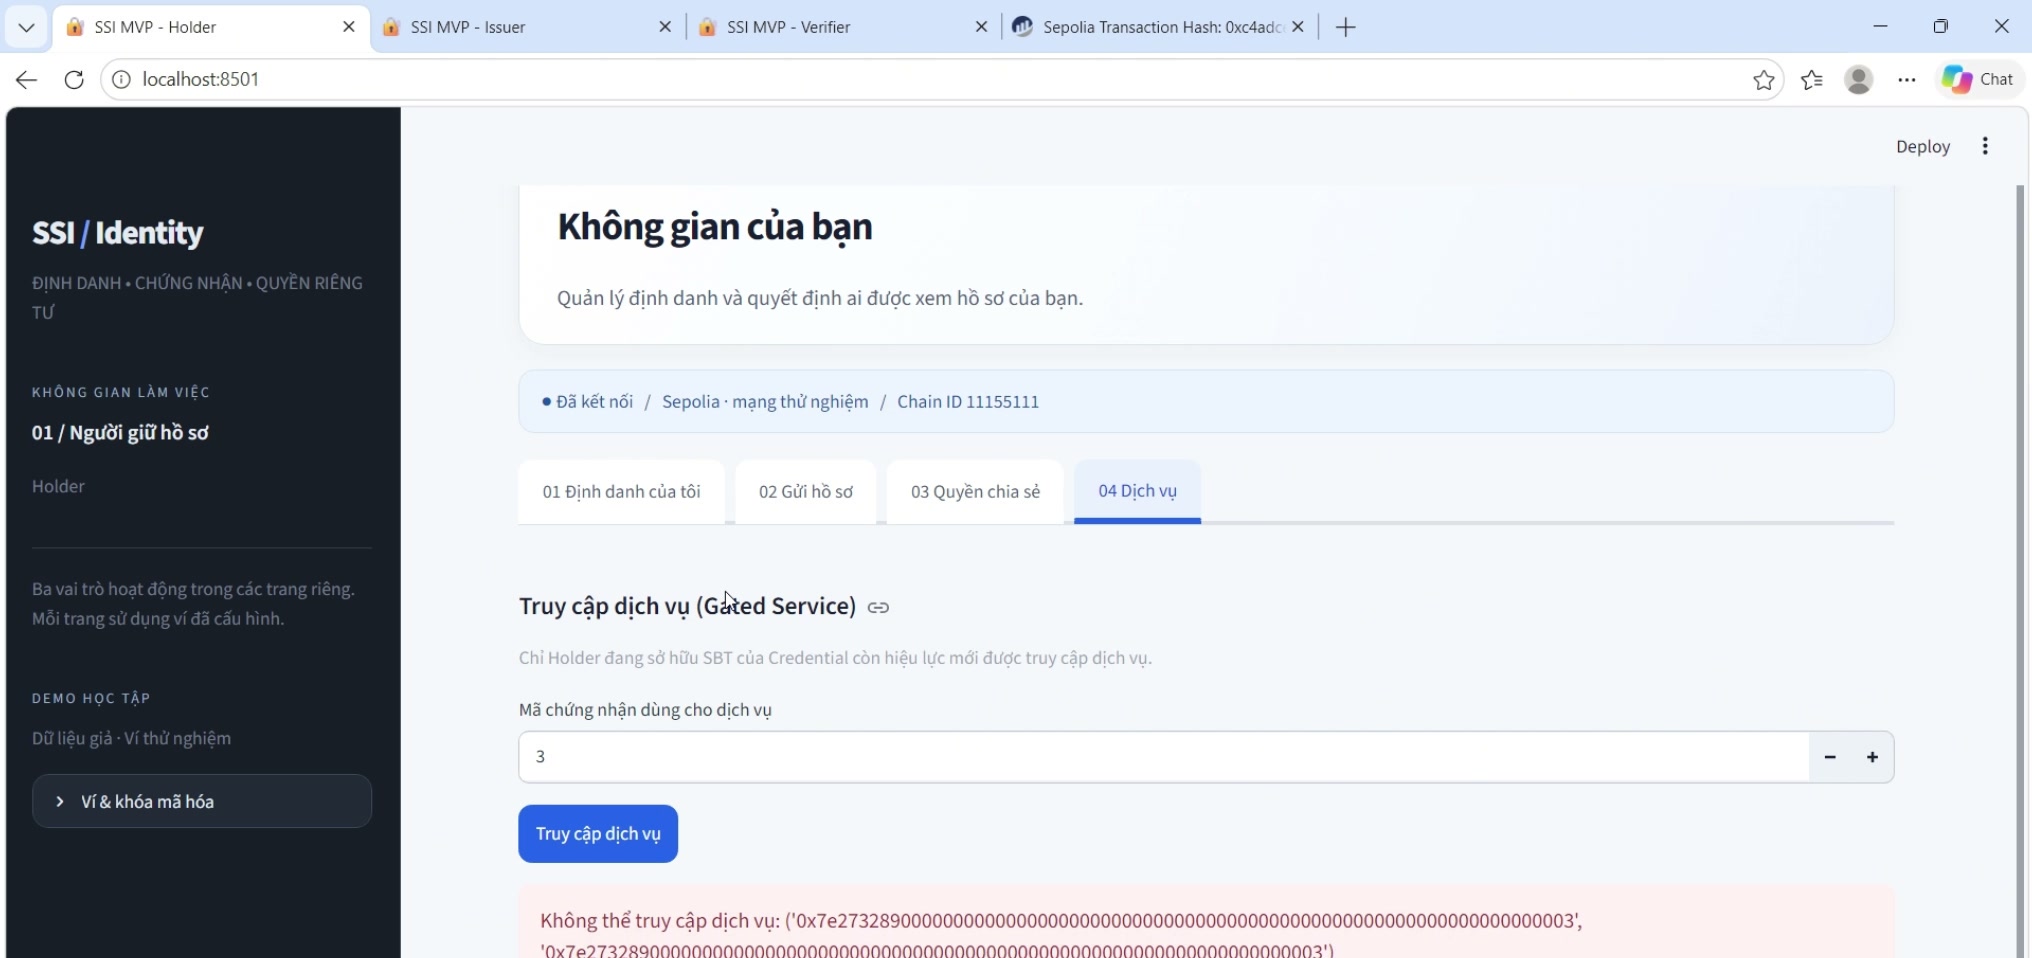 SSI MVP - Holder
SSI MVP - Issuer
SSI MVP - Verifier
Sepolia Transaction Hash: 0xc4adc
localhost:8501
Chat
Deploy
SSI / Identity
ĐỊNH DANH • CHỨNG NHẬN • QUYỀN RIÊNG
TƯ
KHÔNG GIAN LÀM VIỆC
01 / Người giữ hồ sơ
Holder
Ba vai trò hoạt động trong các trang riêng.
Mỗi trang sử dụng ví đã cấu hình.
DEMO HỌC TẬP
Dữ liệu giả · Ví thử nghiệm
Ví & khóa mã hóa
Không gian của bạn
Quản lý định danh và quyết định ai được xem hồ sơ của bạn.
Đã kết nối / Sepolia · mạng thử nghiệm / Chain ID 11155111
01 Định danh của tôi
02 Gửi hồ sơ
03 Quyền chia sẻ
04 Dịch vụ
Truy cập dịch vụ (Gated Service)
Chỉ Holder đang sở hữu SBT của Credential còn hiệu lực mới được truy cập dịch vụ.
Mã chứng nhận dùng cho dịch vụ
3
Truy cập dịch vụ
Không thể truy cập dịch vụ: ('0x7e2732890000000000000000000000000000000000000000000000000000000000000003',
'0x7e2732890000000000000000000000000000000000000000000000000000000000000003')